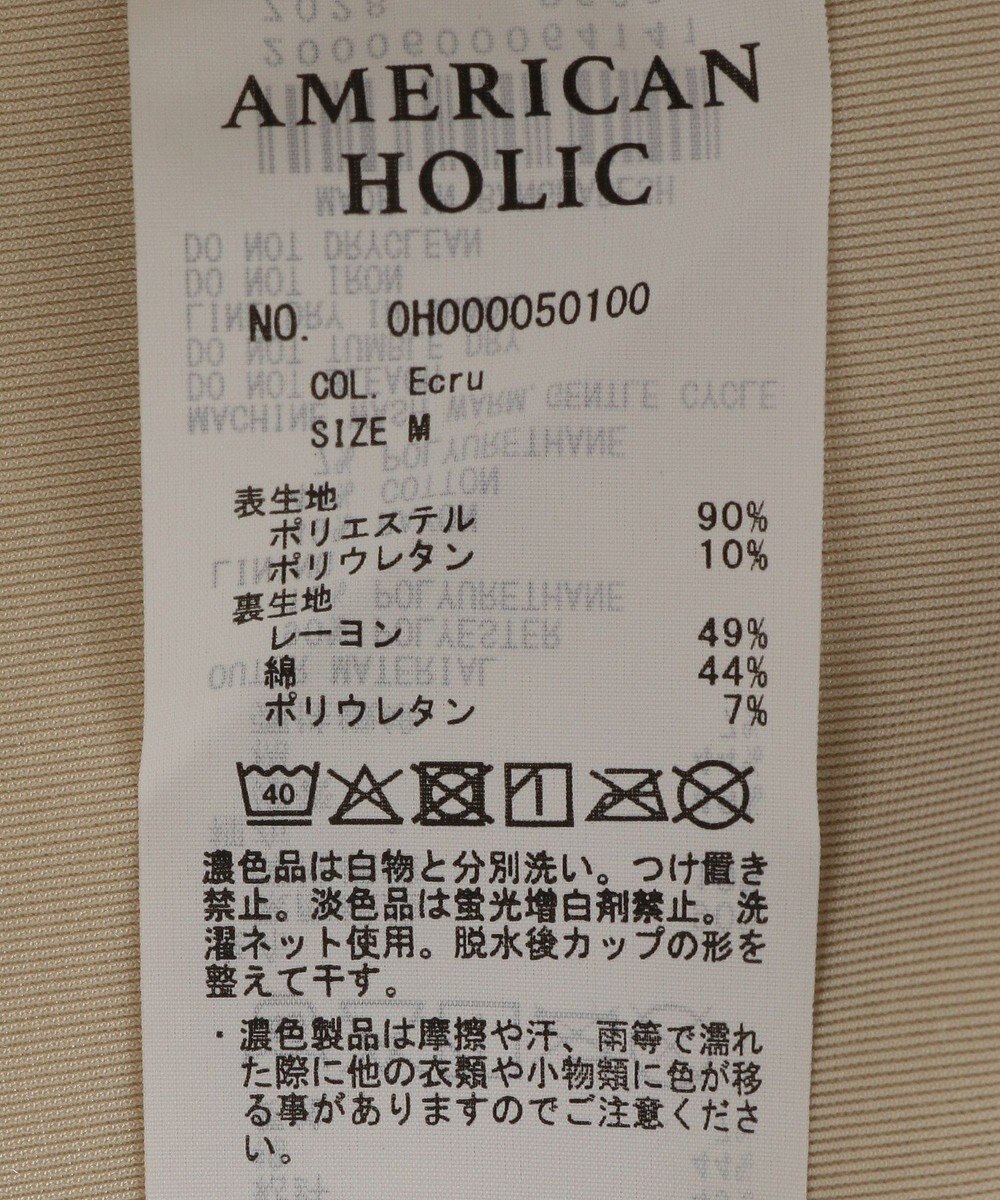 AMERICAN
HOLIC
NO. 0H000050100
COL. Ecru
SIZE M
表生地
ポリエステル 90%
ポリウレタン 10%
裏生地
レーヨン 49%
綿 44%
ポリウレタン 7%
40
濃色品は白物と分別洗い。つけ置き
禁止。淡色品は蛍光増白剤禁止。洗
濯ネット使用。脱水後カップの形を
整えて干す。
・濃色製品は摩擦や汗、雨等で濡れ
た際に他の衣類や小物類に色が移
る事がありますのでご注意くださ
い。